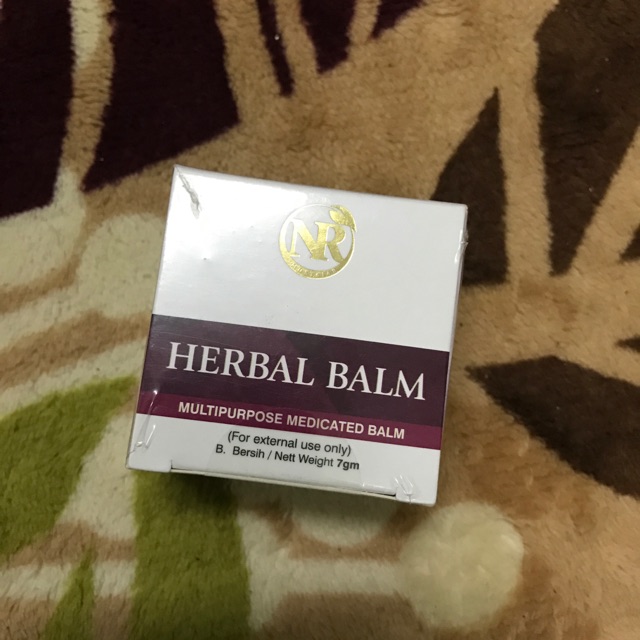 NR
HERBAL BALM
MULTIPURPOSE MEDICATED BALM
(For external use only)
B. Bersih / Nett Weight 7gm